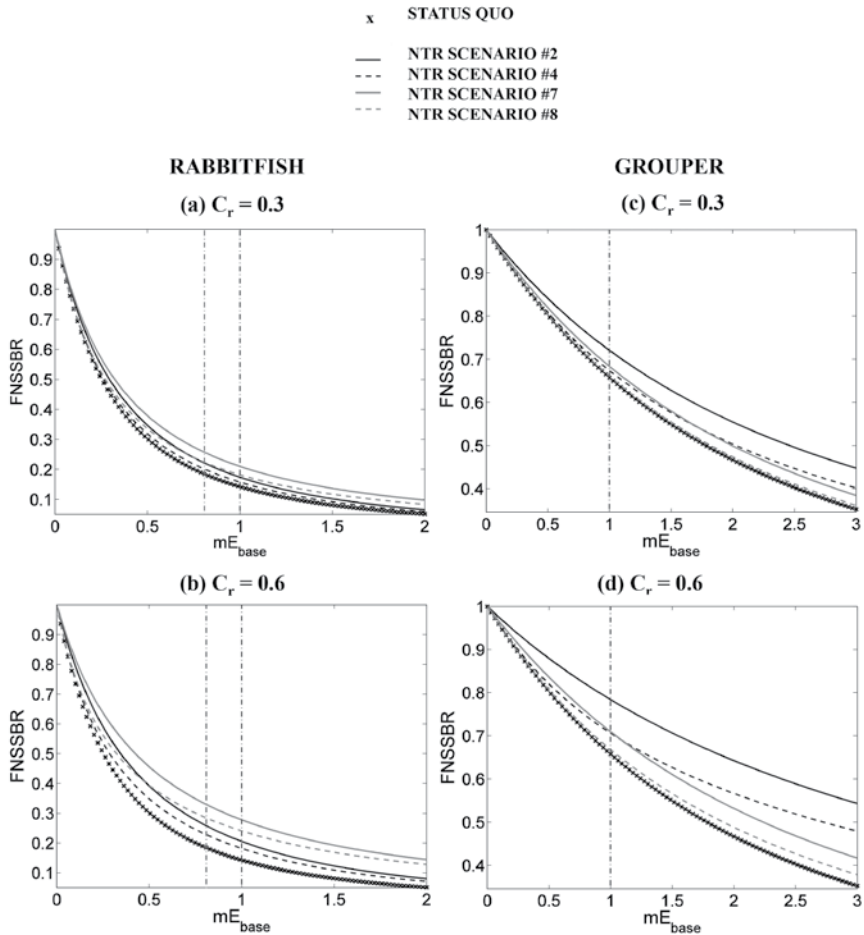 x STATUS QUO
NTR SCENARIO #2
NTR SCENARIO #4
NTR SCENARIO #7
NTR SCENARIO #8
RABBITFISH
GROUPER
(a) Cr = 0.3
0.9
0.8
0.7
0.6
0.5
0.4
0.3
0.2
0.1
FNSSBR
0 0.5 1 1.5 2
mEbase
(c) Cr = 0.3
1
0.9
0.8
0.7
0.6
0.5
0.4
FNSSBR
0 0.5 1 1.5 2 2.5 3
mEbase
(b) Cr = 0.6
0.9
0.8
0.7
0.6
0.5
0.4
0.3
0.2
0.1
FNSSBR
0 0.5 1 1.5 2
mEbase
(d) Cr = 0.6
1
0.9
0.8
0.7
0.6
0.5
0.4
FNSSBR
0 0.5 1 1.5 2 2.5 3
mEbase